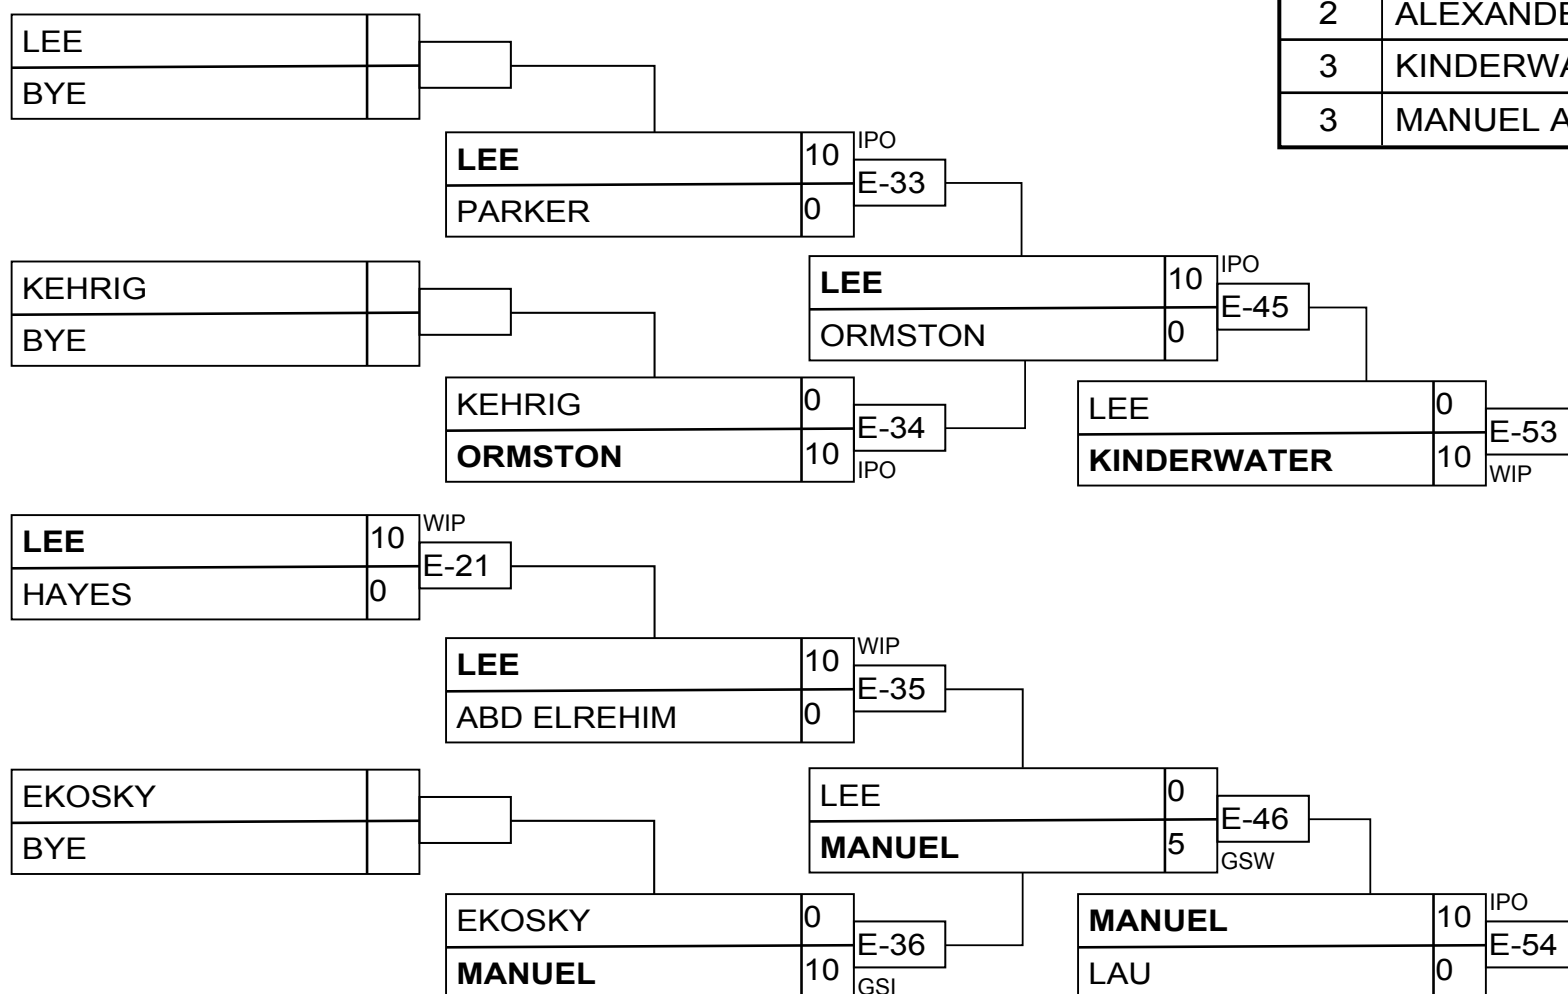 2 ALEXANDE
3 KINDERWA
3 MANUEL A
LEE
BYE
LEE 10 IPO
E-33
PARKER 0
KEHRIG
BYE
LEE 10 IPO
E-45
ORMSTON 0
KEHRIG 0
E-34
ORMSTON 10 IPO
LEE 0
E-53
KINDERWATER 10 WIP
LEE 10 WIP
E-21
HAYES 0
LEE 10 WIP
E-35
ABD ELREHIM 0
EKOSKY
BYE
LEE 0
E-46
MANUEL 5 GSW
EKOSKY 0
E-36
MANUEL 10 GSI
MANUEL 10 IPO
E-54
LAU 0